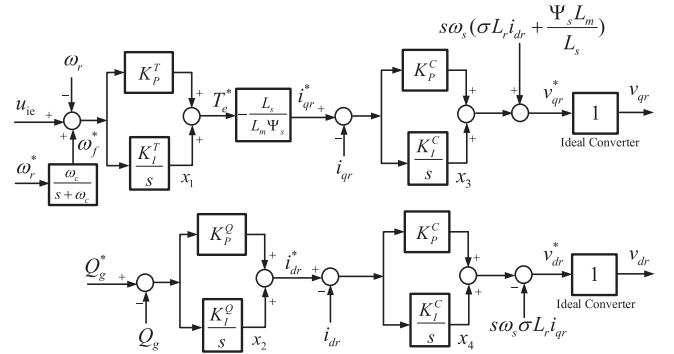 sω_s(σL_r i_dr + Ψ_s L_m / L_s)
ω_r
u_ie
ω_r^*
ω_f^*
ω_c / s + ω_c
K_P^T
K_I^T / s
x_1
T_e^*
− L_s / L_m Ψ_s
i_qr^*
i_qr
K_P^C
K_I^C / s
x_3
v_qr^*
1
Ideal Converter
v_qr
Q_g^*
Q_g
K_P^Q
K_I^Q / s
x_2
i_dr^*
i_dr
K_P^C
K_I^C / s
x_4
sω_s σL_r i_qr
v_dr^*
1
Ideal Converter
v_dr